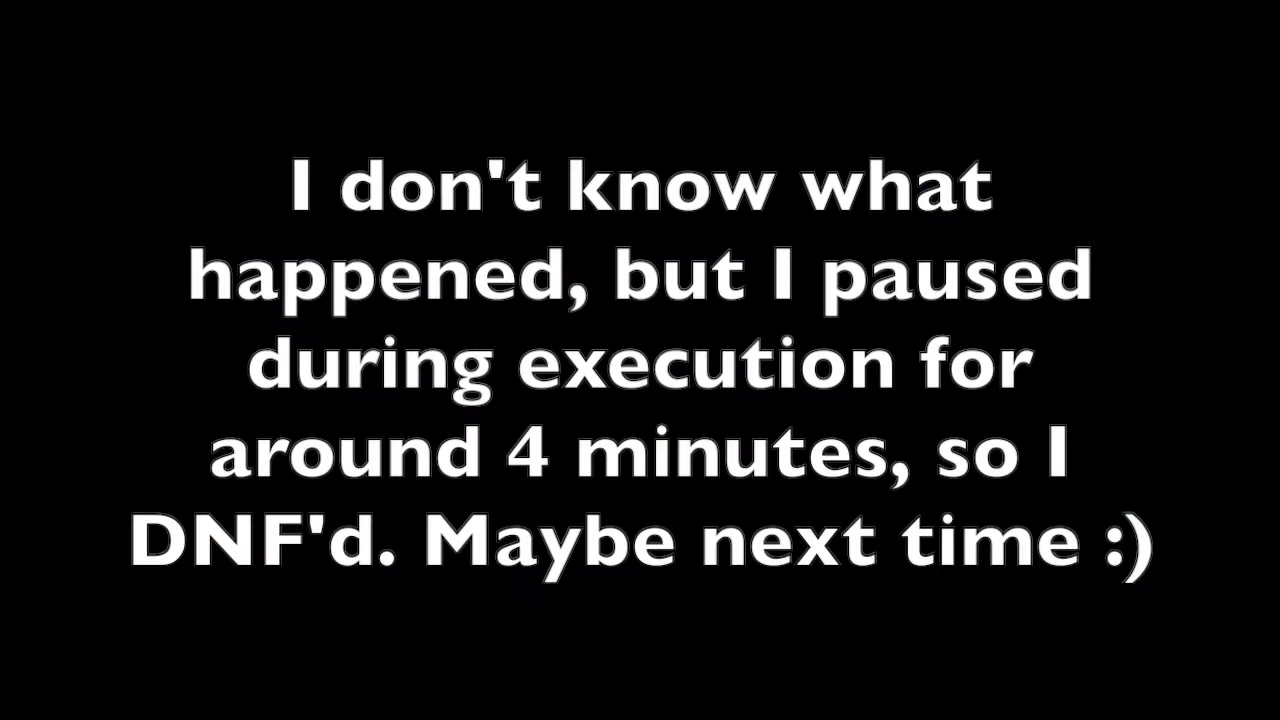 I don't know what
happened, but I paused
during execution for
around 4 minutes, so I
DNF'd. Maybe next time :)